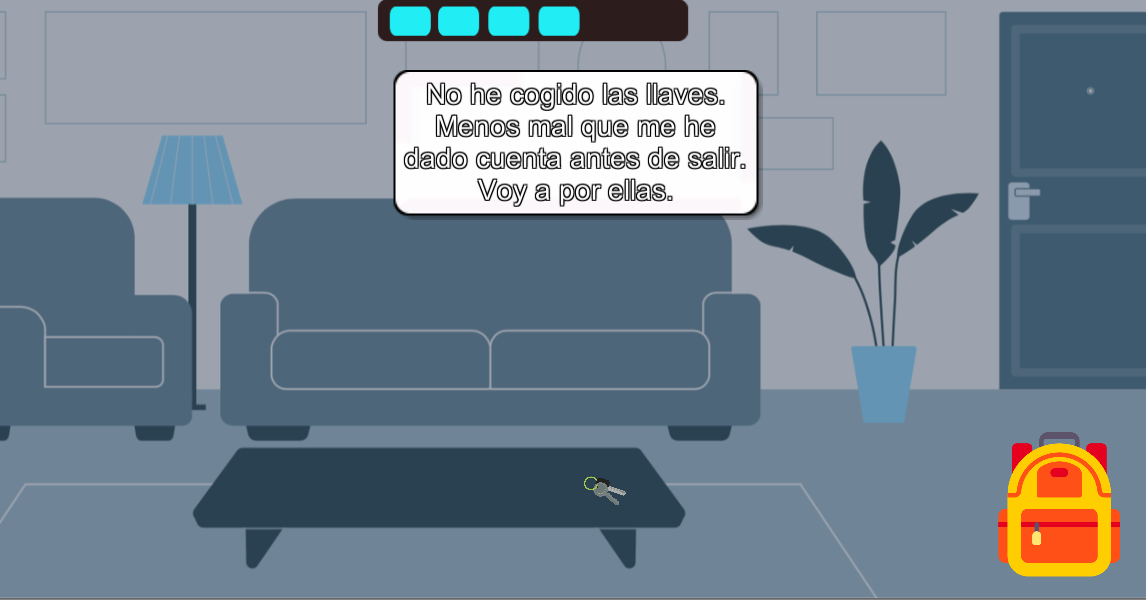 No he cogido las llaves.
Menos mal que me he
dado cuenta antes de salir.
Voy a por ellas.